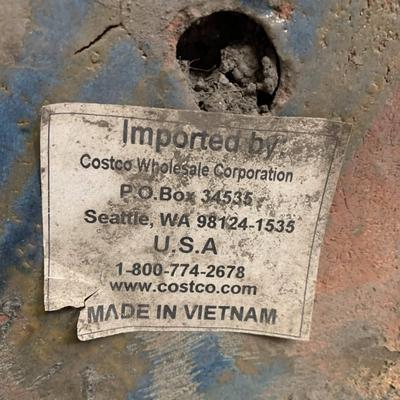 Imported by
Costco Wholesale Corporation
P.O.Box 34535
Seattle, WA 98124-1535
U.S.A
1-800-774-2678
www.costco.com
MADE IN VIETNAM